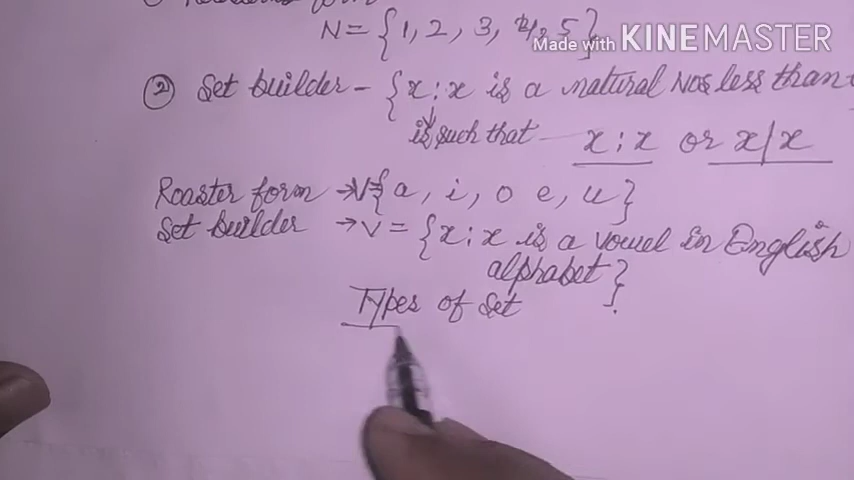 N = {1, 2, 3, 4, 5}
Made with KINEMASTER
② Set builder - {x : x is a natural Nos less than
is such that x : x or x | x
Roaster form → V = {a, i, o e, u}
Set builder → V = {x : x is a vowel in English
alphabet}.
Types of Set